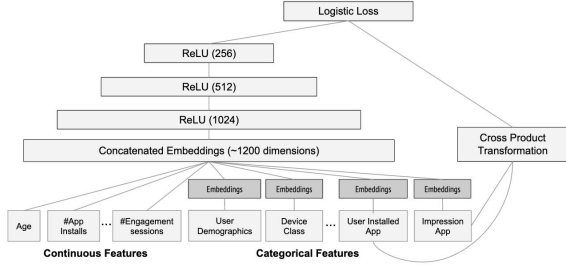 Logistic Loss
ReLU (256)
ReLU (512)
ReLU (1024)
Concatenated Embeddings (~1200 dimensions)
Cross Product
Transformation
Embeddings
Embeddings
Embeddings
Embeddings
Age
#App
Installs
...
#Engagement
sessions
User
Demographics
Device
Class
...
User Installed
App
Impression
App
Continuous Features
Categorical Features